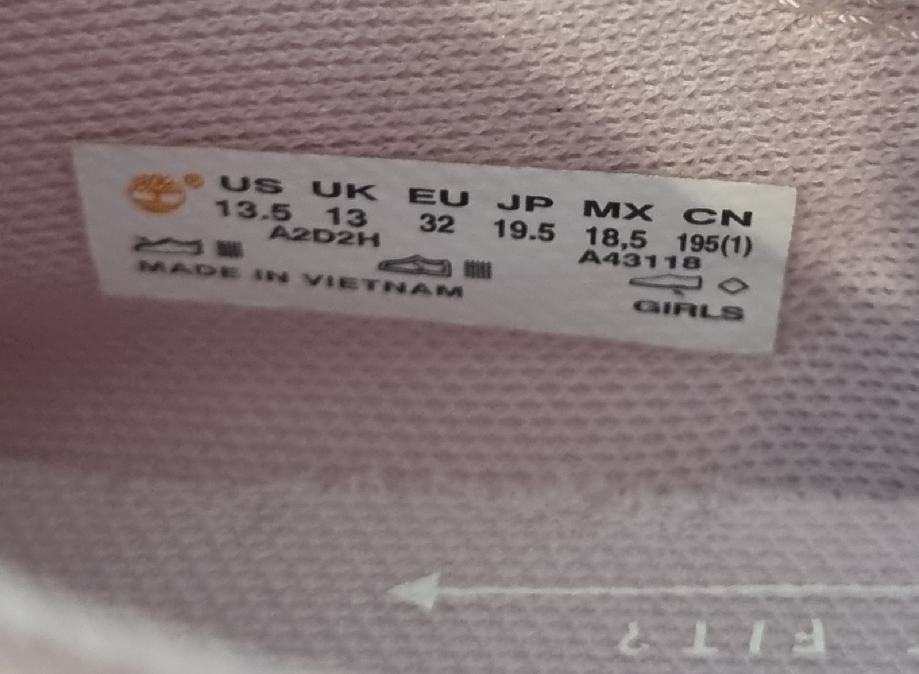 ® US UK EU JP MX CN
13.5 13 32 19.5 18,5 195(1)
A2D2H A43118
MADE IN VIETNAM GIRLS
FIT?